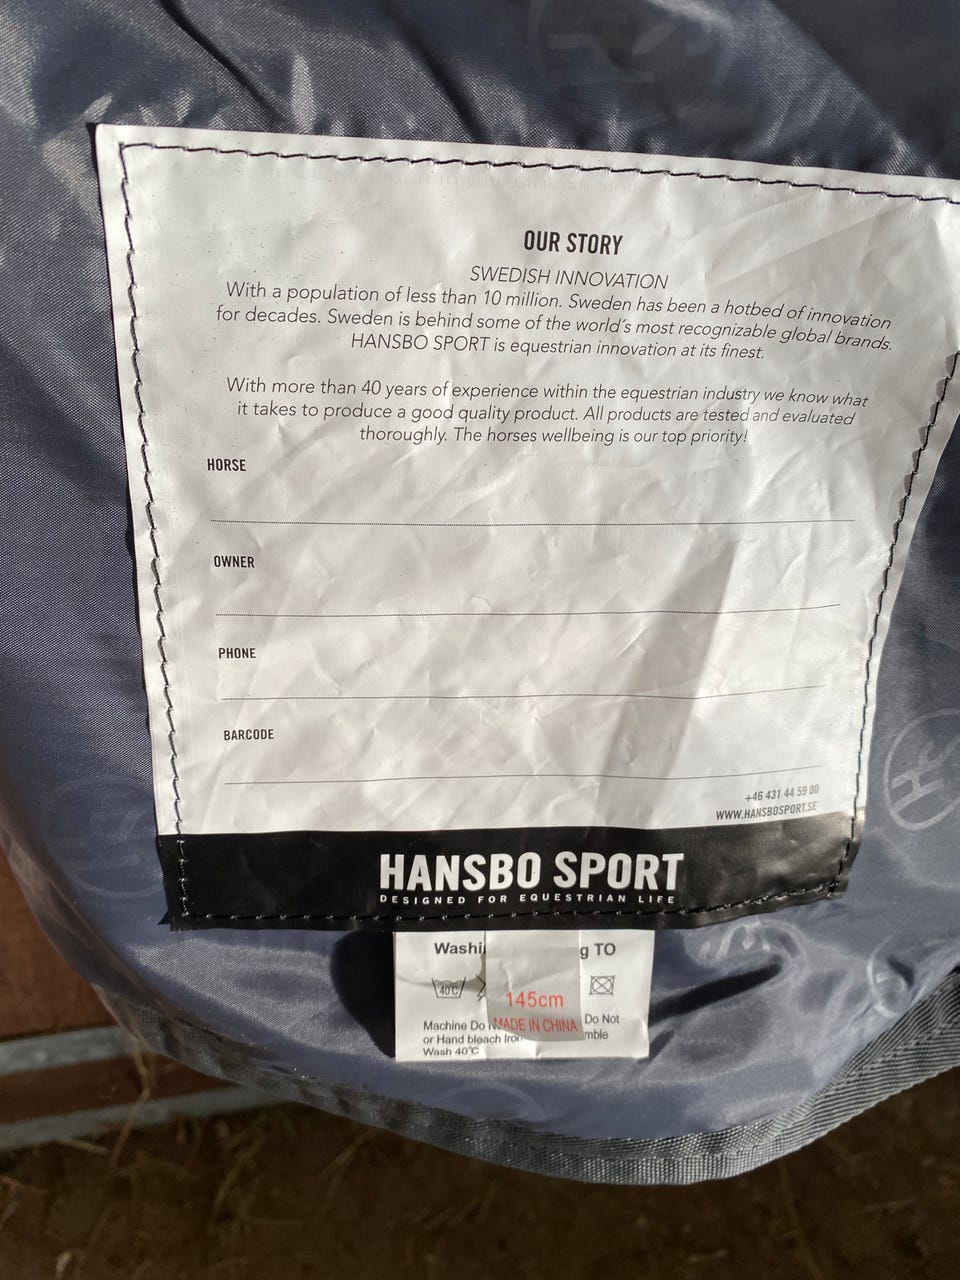 OUR STORY
SWEDISH INNOVATION
With a population of less than 10 million. Sweden has been a hotbed of innovation
for decades. Sweden is behind some of the world´s most recognizable global brands.
HANSBO SPORT is equestrian innovation at its finest.
With more than 40 years of experience within the equestrian industry we know what
it takes to produce a good quality product. All products are tested and evaluated
thoroughly. The horses wellbeing is our top priority!
HORSE
OWNER
PHONE
BARCODE
+46 431 44 59 00
WWW.HANSBOSPORT.SE
HANSBO SPORT
DESIGNED FOR EQUESTRIAN LIFE
TO
40°C
145cm
MADE IN CHINA
Machine Do Do Not
or Hand bleach Iron
Wash 40℃
HS